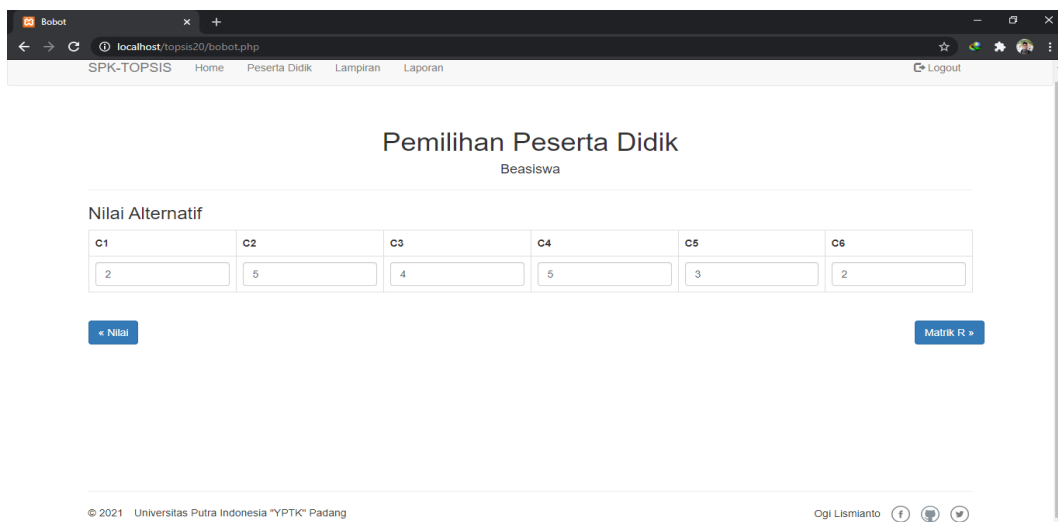 Bobot
localhost/topsis20/bobot.php
SPK-TOPSIS Home Peserta Didik Lampiran Laporan Logout
Pemilihan Peserta Didik
Beasiswa
Nilai Alternatif
C1 C2 C3 C4 C5 C6
2 5 4 5 3 2
« Nilai Matrik R »
© 2021 Universitas Putra Indonesia "YPTK" Padang Ogi Lismianto